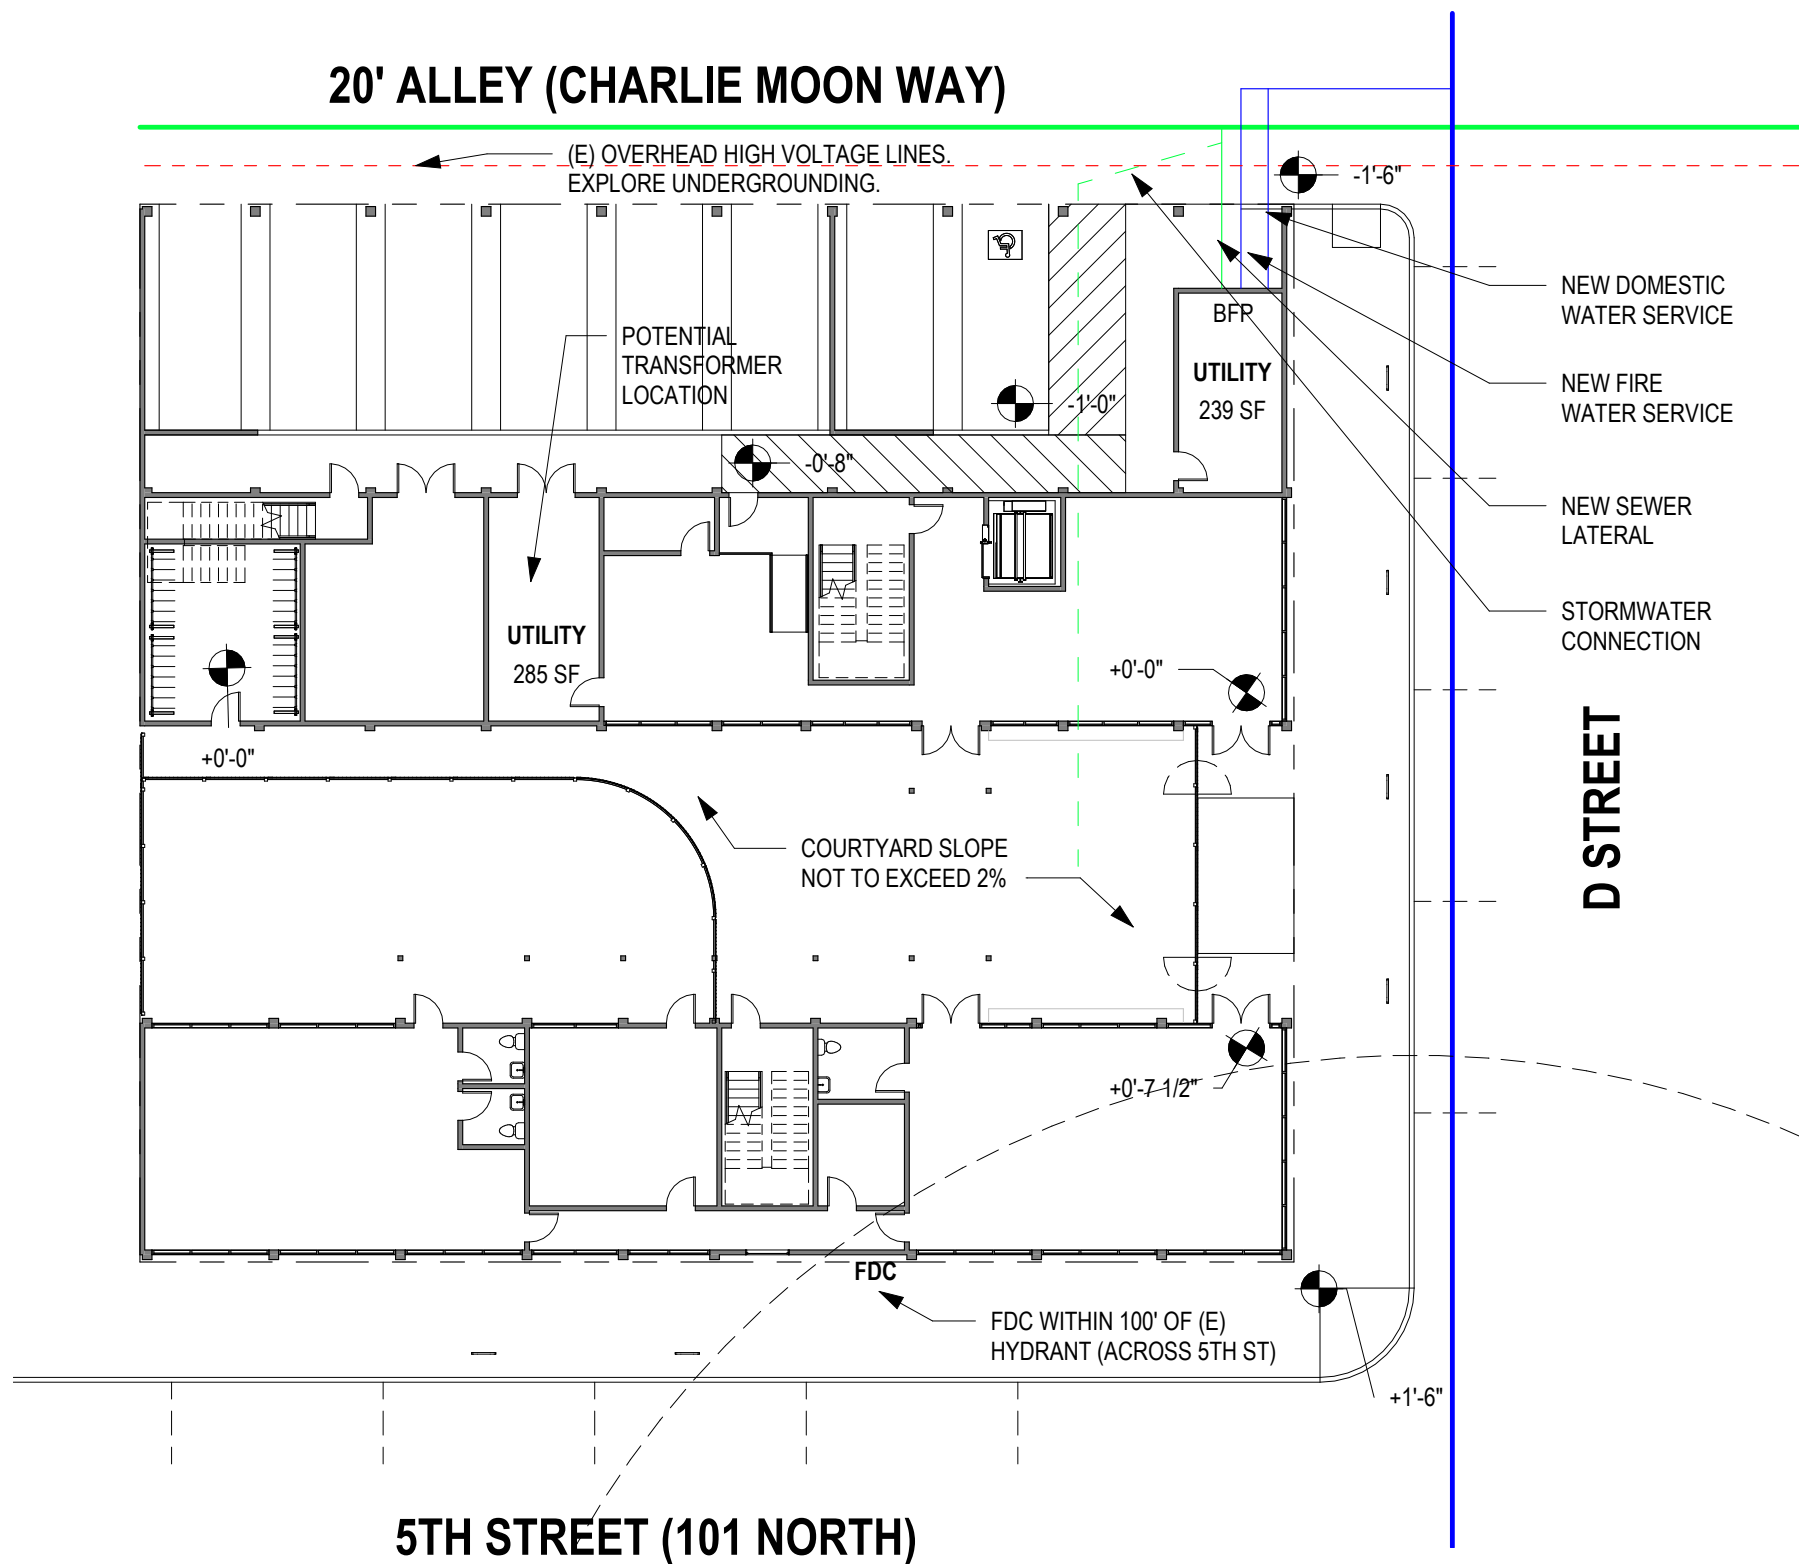 20' ALLEY (CHARLIE MOON WAY)
(E) OVERHEAD HIGH VOLTAGE LINES.
EXPLORE UNDERGROUNDING.
-1'-6"
NEW DOMESTIC
WATER SERVICE
BFP
POTENTIAL
TRANSFORMER
LOCATION
UTILITY
239 SF
NEW FIRE
WATER SERVICE
-1'-0"
-0'-8"
NEW SEWER
LATERAL
STORMWATER
CONNECTION
UTILITY
285 SF
+0'-0"
+0'-0"
D STREET
COURTYARD SLOPE
NOT TO EXCEED 2%
+0'-7 1/2"
FDC
FDC WITHIN 100' OF (E)
HYDRANT (ACROSS 5TH ST)
+1'-6"
5TH STREET (101 NORTH)